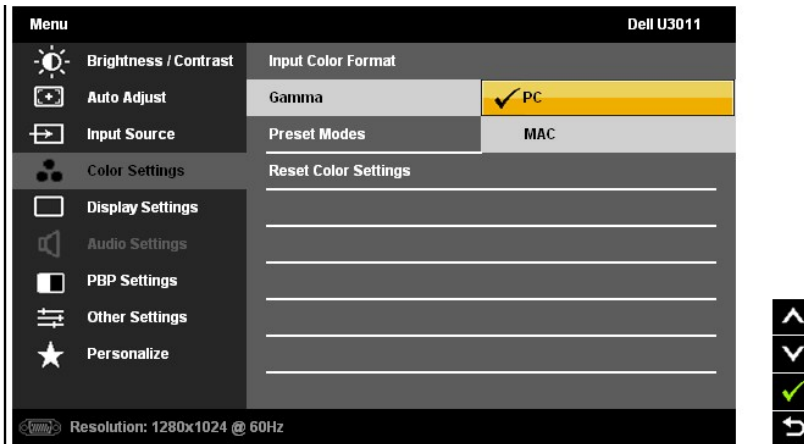 Menu Dell U3011
Brightness / Contrast Input Color Format
Auto Adjust Gamma PC
Input Source Preset Modes MAC
Color Settings Reset Color Settings
Display Settings
Audio Settings
PBP Settings
Other Settings
Personalize
Resolution: 1280x1024 @ 60Hz